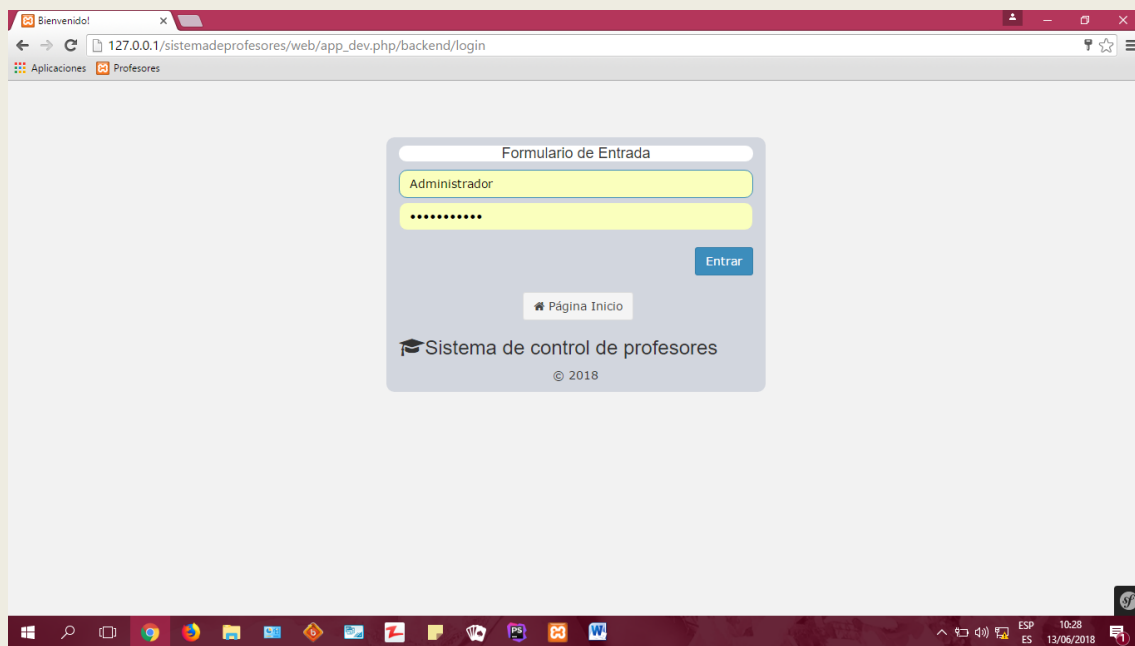 Bienvenido!
127.0.0.1/sistemadeprofesores/web/app_dev.php/backend/login
Aplicaciones Profesores
Formulario de Entrada
Administrador
•••••••••••
Entrar
Página Inicio
Sistema de control de profesores
© 2018
sf
ESP 10:28
ES 13/06/2018